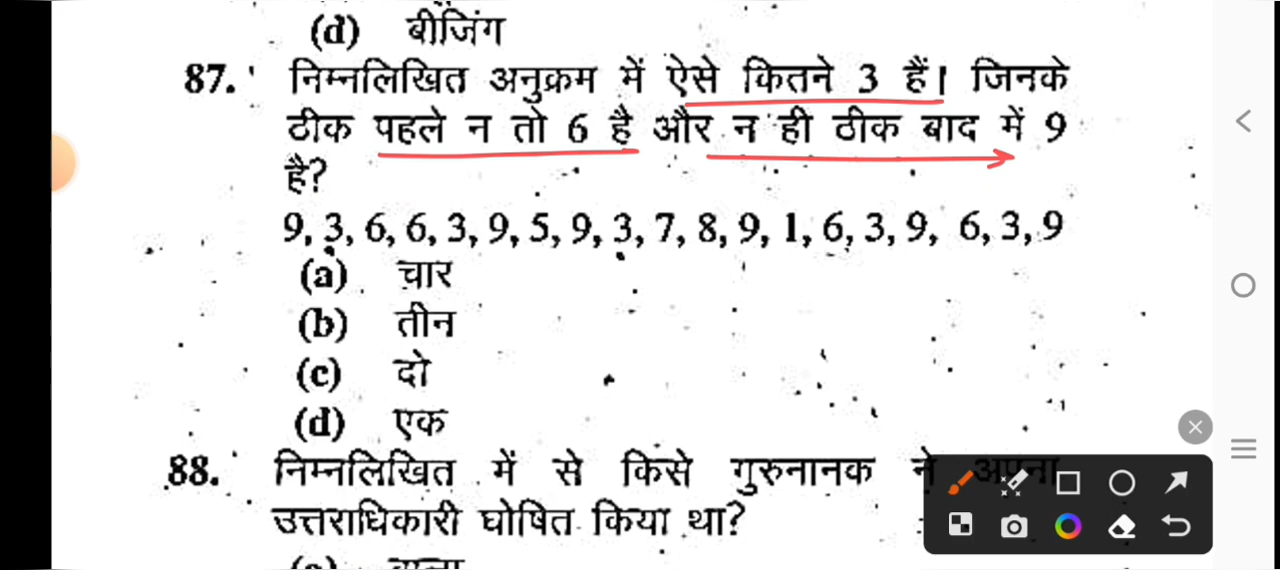 (d) बीजिंग
87. निम्नलिखित अनुक्रम में ऐसे कितने 3 हैं। जिनके
ठीक पहले न तो 6 है और न ही ठीक बाद में 9
है?
9, 3, 6, 6, 3, 9, 5, 9, 3, 7, 8, 9, 1, 6, 3, 9, 6, 3, 9
(a) चार
(b) तीन
(c) दो
(d) एक
88. निम्नलिखित में से किसे गुरुनानक ने अपना
उत्तराधिकारी घोषित किया था?